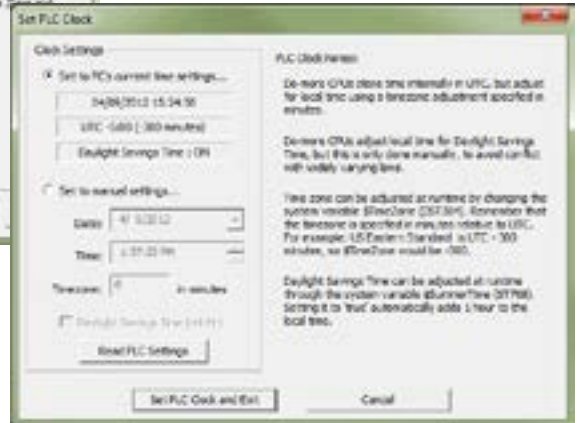 Set PLC Clock
Clock Settings
Set to PC's current time settings...
04/09/2012 15:24:58
UTC -5:00 [-300 minutes]
Daylight Savings Time : ON
Set to manual settings...
Date:
Time:
Timezone: in minutes
Daylight Savings Time
Read PLC Settings
PLC Clock Notes:
Do-more CPUs store time internally in UTC, but adjust
for local time using a timezone adjustment specified in
minutes.
Do-more CPUs adjust local time for Daylight Savings
Time, but this is only done manually, to avoid conflict
with widely varying laws.
Time zone can be adjusted at runtime by changing the
system variable $TimeZone Remember that
the timezone is specified in minutes relative to UTC.
For example: US Eastern Standard is UTC - 300
minutes, so $TimeZone would be -300.
Daylight Savings Time can be adjusted at runtime
through the system variable $SummerTime
Setting it to 'true' automatically adds 1 hour to the
local time.
Set PLC Clock and Exit
Cancel